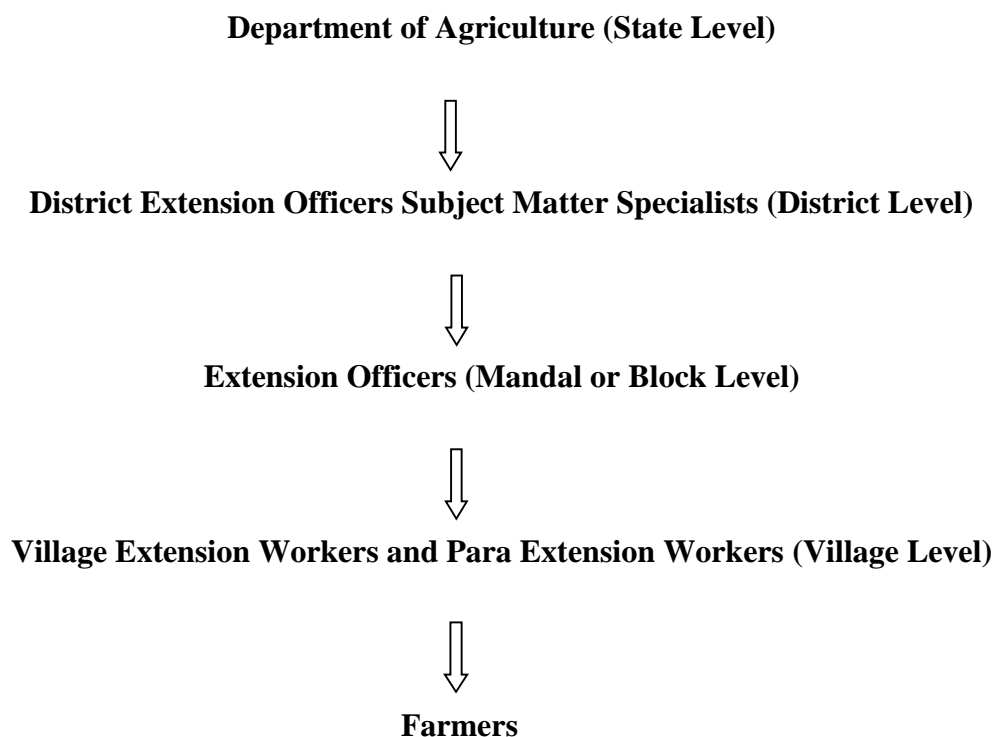 Department of Agriculture (State Level)
District Extension Officers Subject Matter Specialists (District Level)
Extension Officers (Mandal or Block Level)
Village Extension Workers and Para Extension Workers (Village Level)
Farmers